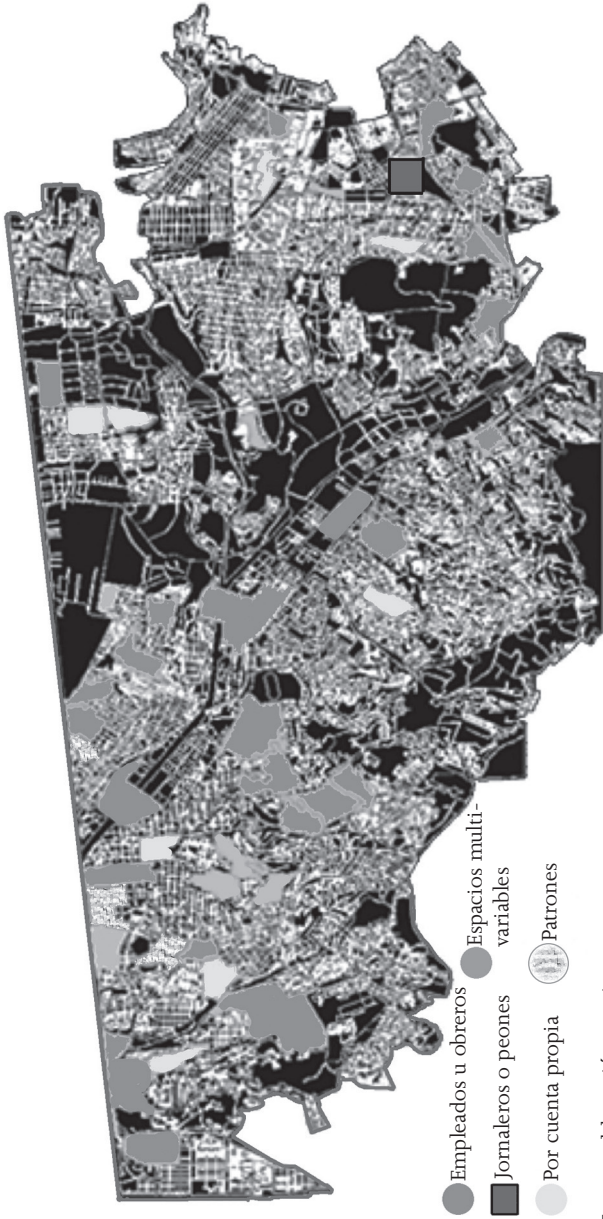 Empleados u obreros
Jornaleros o peones
Por cuenta propia
Espacios multi-
variables
Patrones